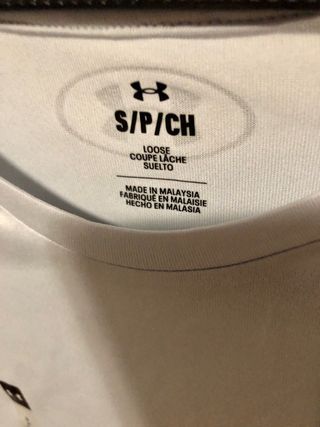 S/P/CH
LOOSE
COUPE LÂCHE
SUELTO
MADE IN MALAYSIA
FABRIQUÉ EN MALAISIE
HECHO EN MALASIA